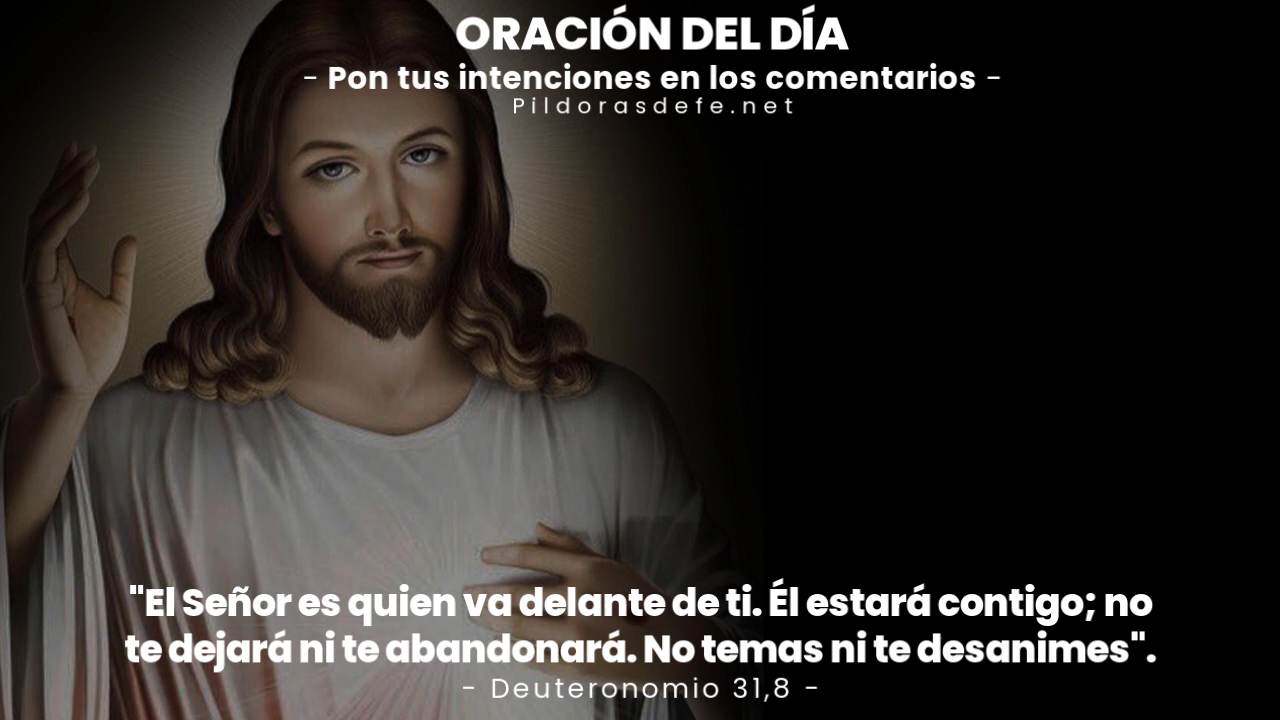 ORACIÓN DEL DÍA
- Pon tus intenciones en los comentarios -
Pildorasdefe.net
"El Señor es quien va delante de ti. Él estará contigo; no
te dejará ni te abandonará. No temas ni te desanimes".
- Deuteronomio 31,8 -